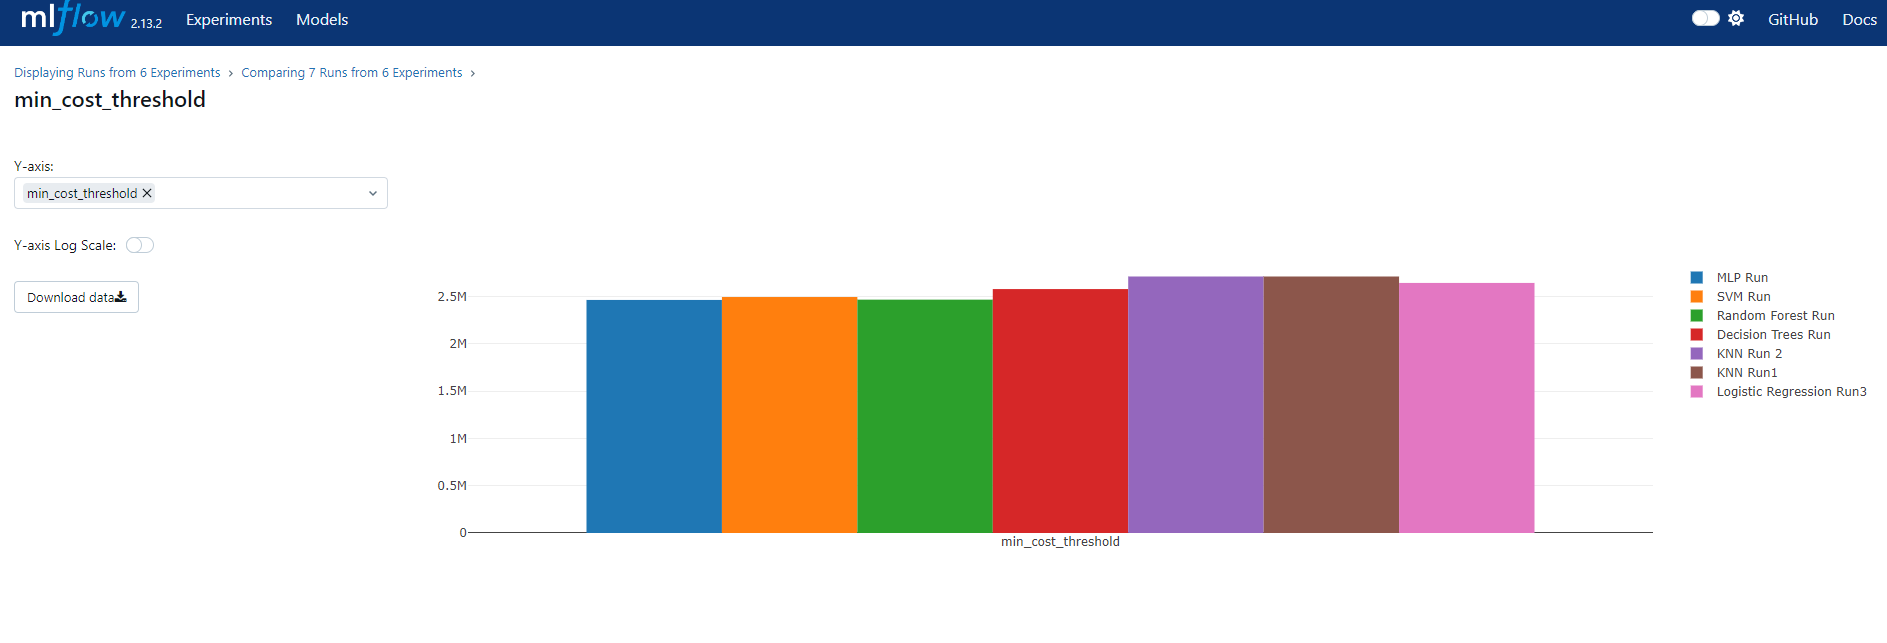 mlflow 2.13.2 Experiments Models GitHub Docs
Displaying Runs from 6 Experiments › Comparing 7 Runs from 6 Experiments ›
min_cost_threshold
Y-axis:
min_cost_threshold
Y-axis Log Scale:
Download data
2.5M
2M
1.5M
1M
0.5M
0
min_cost_threshold
MLP Run
SVM Run
Random Forest Run
Decision Trees Run
KNN Run 2
KNN Run1
Logistic Regression Run3